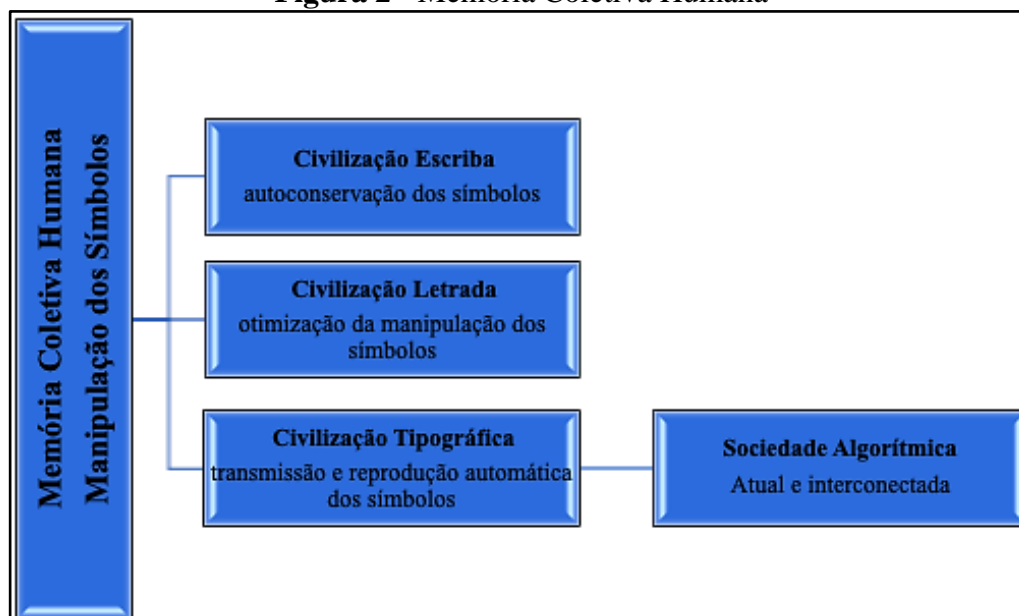 Figura 2 - Memória Coletiva Humana
Memória Coletiva Humana
Manipulação dos Símbolos
Civilização Escriba
autoconservação dos símbolos
Civilização Letrada
otimização da manipulação dos
símbolos
Civilização Tipográfica
transmissão e reprodução automática
dos símbolos
Sociedade Algorítmica
Atual e interconectada